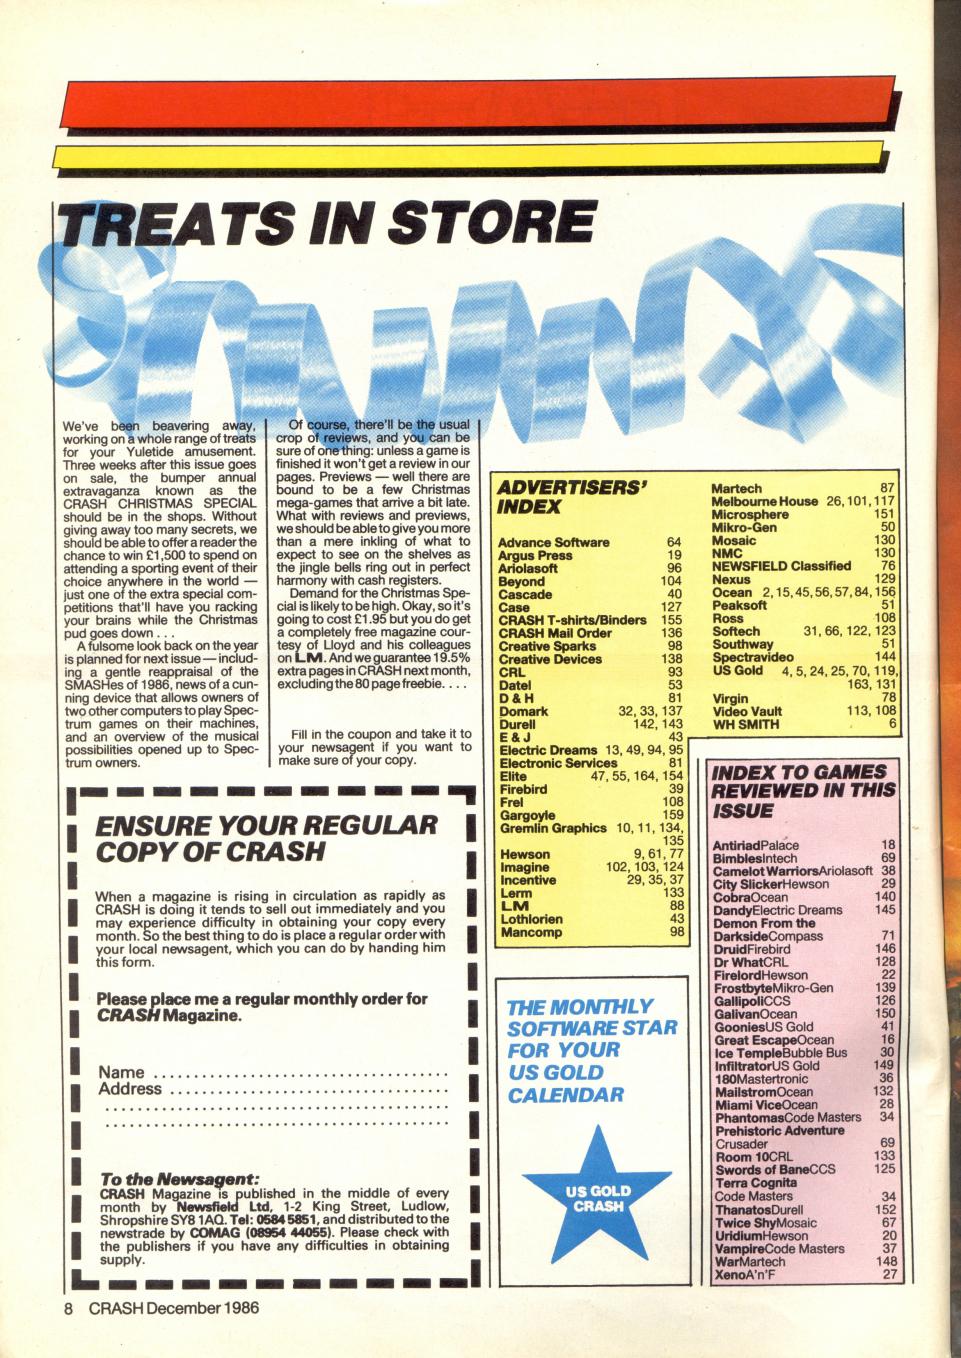 TREATS IN STORE
We've been beavering away,
working on a whole range of treats
for your Yuletide amusement.
Three weeks after this issue goes
on sale, the bumper annual
extravaganza known as the
CRASH CHRISTMAS SPECIAL
should be in the shops. Without
giving away too many secrets, we
should be able to offer a reader the
chance to win £1,500 to spend on
attending a sporting event of their
choice anywhere in the world —
just one of the extra special com-
petitions that'll have you racking
your brains while the Christmas
pud goes down . . .
A fulsome look back on the year
is planned for next issue — includ-
ing a gentle reappraisal of the
SMASHes of 1986, news of a cun-
ning device that allows owners of
two other computers to play Spec-
trum games on their machines,
and an overview of the musical
possibilities opened up to Spec-
trum owners.
Of course, there'll be the usual
crop of reviews, and you can be
sure of one thing: unless a game is
finished it won't get a review in our
pages. Previews — well there are
bound to be a few Christmas
mega-games that arrive a bit late.
What with reviews and previews,
we should be able to give you more
than a mere inkling of what to
expect to see on the shelves as
the jingle bells ring out in perfect
harmony with cash registers.
Demand for the Christmas Spe-
cial is likely to be high. Okay, so it's
going to cost £1.95 but you do get
a completely free magazine cour-
tesy of Lloyd and his colleagues
on LM. And we guarantee 19.5%
extra pages in CRASH next month,
excluding the 80 page freebie. . . .
Fill in the coupon and take it to
your newsagent if you want to
make sure of your copy.
ENSURE YOUR REGULAR
COPY OF CRASH
When a magazine is rising in circulation as rapidly as
CRASH is doing it tends to sell out immediately and you
may experience difficulty in obtaining your copy every
month. So the best thing to do is place a regular order with
your local newsagent, which you can do by handing him
this form.
Please place me a regular monthly order for
CRASH Magazine.
Name ....................................
Address ..................................
..........................................
..........................................
To the Newsagent:
CRASH Magazine is published in the middle of every
month by Newsfield Ltd, 1-2 King Street, Ludlow,
Shropshire SY8 1AQ. Tel: 0584 5851, and distributed to the
newstrade by COMAG (08954 44055). Please check with
the publishers if you have any difficulties in obtaining
supply.
ADVERTISERS'
INDEX
Advance Software 64
Argus Press 19
Ariolasoft 96
Beyond 104
Cascade 40
Case 127
CRASH T-shirts/Binders 155
CRASH Mail Order 136
Creative Sparks 98
Creative Devices 138
CRL 93
Datel 53
D & H 81
Domark 32, 33, 137
Durell 142, 143
E & J 43
Electric Dreams 13, 49, 94, 95
Electronic Services 81
Elite 47, 55, 164, 154
Firebird 39
Frel 108
Gargoyle 159
Gremlin Graphics 10, 11, 134,
135
Hewson 9, 61, 77
Imagine 102, 103, 124
Incentive 29, 35, 37
Lerm 133
LM 88
Lothlorien 43
Mancomp 98
Martech 87
Melbourne House 26, 101, 117
Microsphere 151
Mikro-Gen 50
Mosaic 130
NMC 130
NEWSFIELD Classified 76
Nexus 129
Ocean 2, 15, 45, 56, 57, 84, 156
Peaksoft 51
Ross 108
Softech 31, 66, 122, 123
Southway 51
Spectravideo 144
US Gold 4, 5, 24, 25, 70, 119,
163, 131
Virgin 78
Video Vault 113, 108
WH SMITH 6
INDEX TO GAMES
REVIEWED IN THIS
ISSUE
AntiriadPalace 18
BimblesIntech 69
Camelot WarriorsAriolasoft 38
City SlickerHewson 29
CobraOcean 140
DandyElectric Dreams 145
Demon From the
DarksideCompass 71
DruidFirebird 146
Dr WhatCRL 128
FirelordHewson 22
FrostbyteMikro-Gen 139
GallipoliCCS 126
GalivanOcean 150
GooniesUS Gold 41
Great EscapeOcean 16
Ice TempleBubble Bus 30
InfiltratorUS Gold 149
180Mastertronic 36
MailstromOcean 132
Miami ViceOcean 28
PhantomasCode Masters 34
Prehistoric Adventure
Crusader 69
Room 10CRL 133
Swords of BaneCCS 125
Terra Cognita
Code Masters 34
ThanatosDurell 152
Twice ShyMosaic 67
UridiumHewson 20
VampireCode Masters 37
WarMartech 148
XenoA'n'F 27
THE MONTHLY
SOFTWARE STAR
FOR YOUR
US GOLD
CALENDAR
US GOLD
CRASH
8 CRASH December 1986